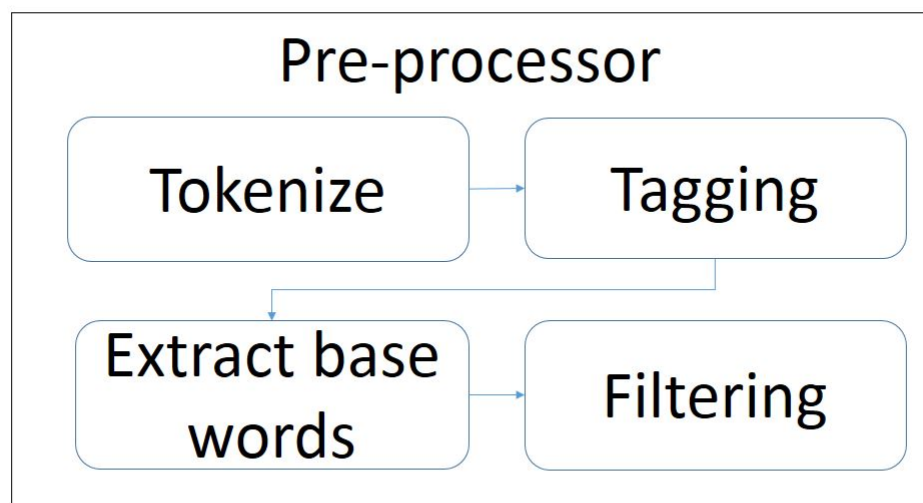 Pre-processor
Tokenize
Tagging
Extract base
words
Filtering